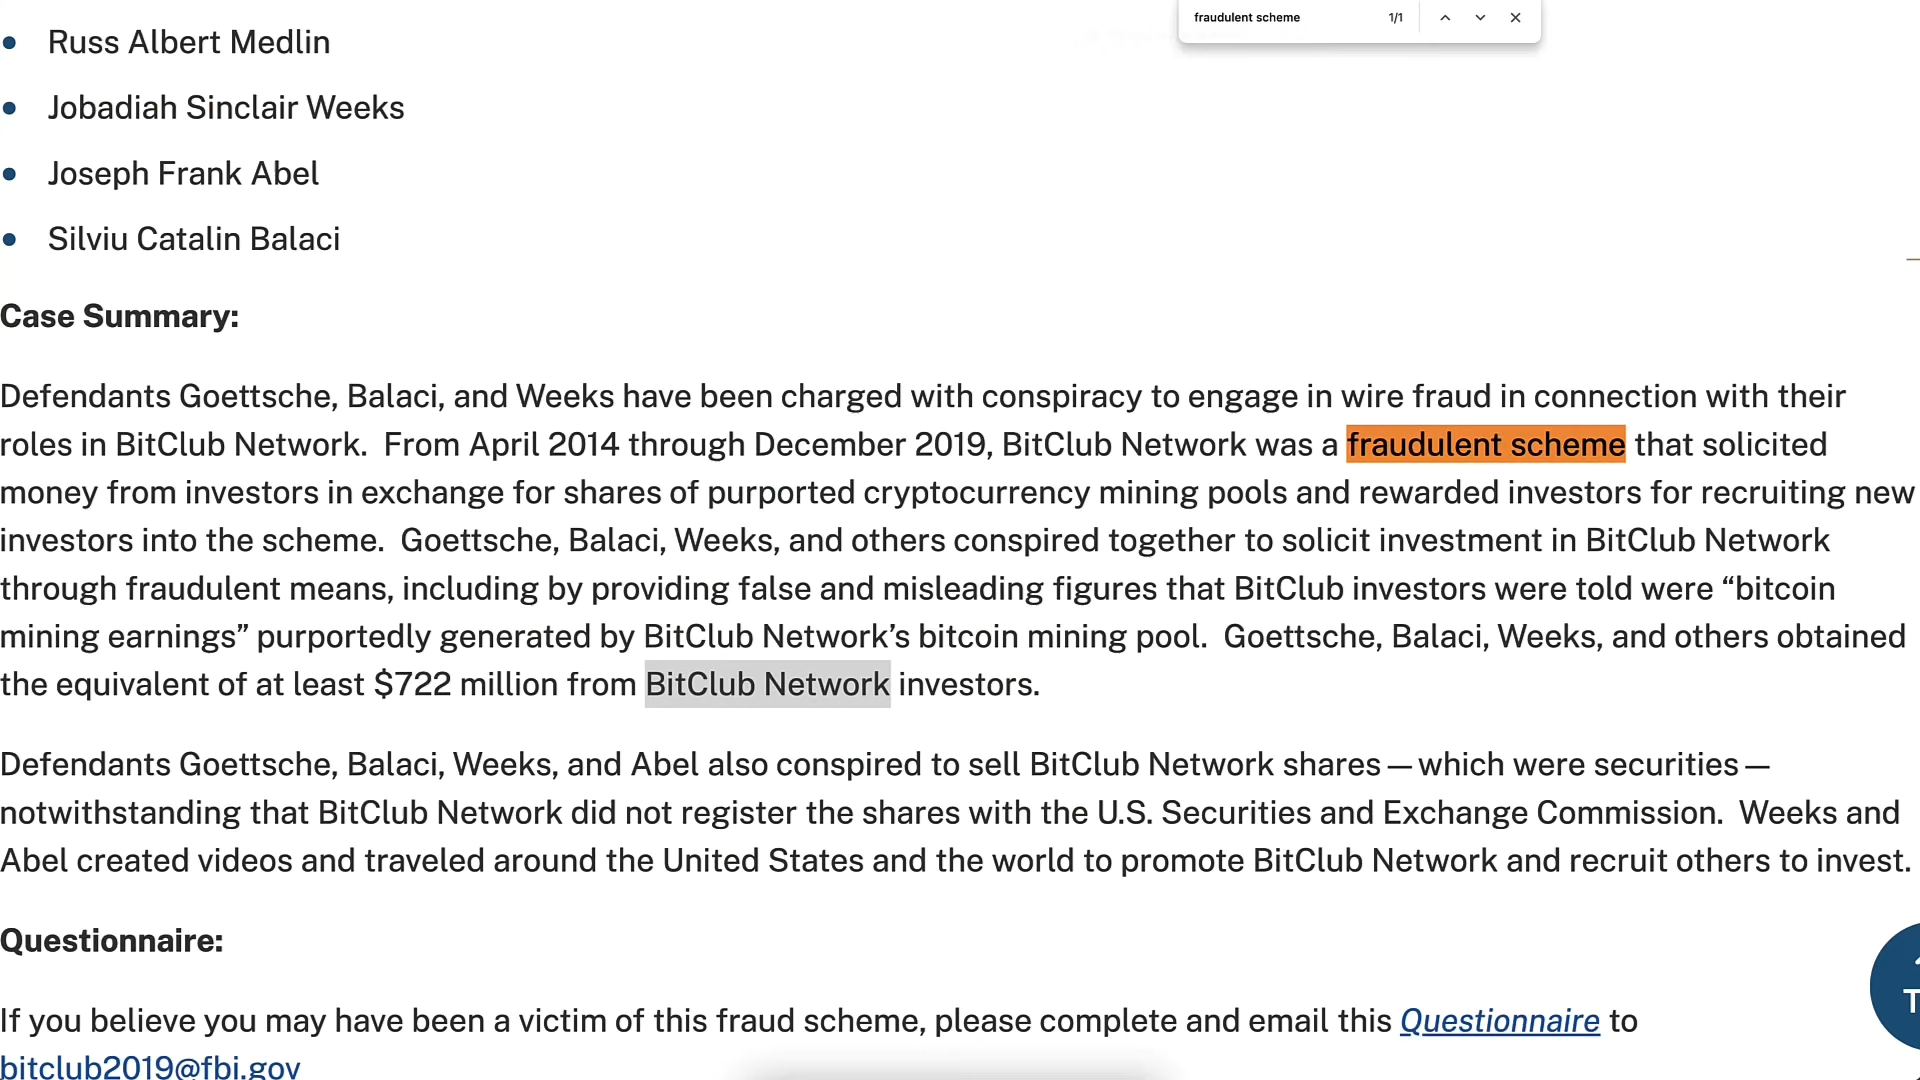 fraudulent scheme 1/1
Russ Albert Medlin
Jobadiah Sinclair Weeks
Joseph Frank Abel
Silviu Catalin Balaci
Case Summary:
Defendants Goettsche, Balaci, and Weeks have been charged with conspiracy to engage in wire fraud in connection with their
roles in BitClub Network.  From April 2014 through December 2019, BitClub Network was a fraudulent scheme that solicited
money from investors in exchange for shares of purported cryptocurrency mining pools and rewarded investors for recruiting new
investors into the scheme.  Goettsche, Balaci, Weeks, and others conspired together to solicit investment in BitClub Network
through fraudulent means, including by providing false and misleading figures that BitClub investors were told were “bitcoin
mining earnings” purportedly generated by BitClub Network’s bitcoin mining pool.  Goettsche, Balaci, Weeks, and others obtained
the equivalent of at least $722 million from BitClub Network investors.
Defendants Goettsche, Balaci, Weeks, and Abel also conspired to sell BitClub Network shares — which were securities —
notwithstanding that BitClub Network did not register the shares with the U.S. Securities and Exchange Commission.  Weeks and
Abel created videos and traveled around the United States and the world to promote BitClub Network and recruit others to invest.
Questionnaire:
If you believe you may have been a victim of this fraud scheme, please complete and email this Questionnaire to
bitclub2019@fbi.gov